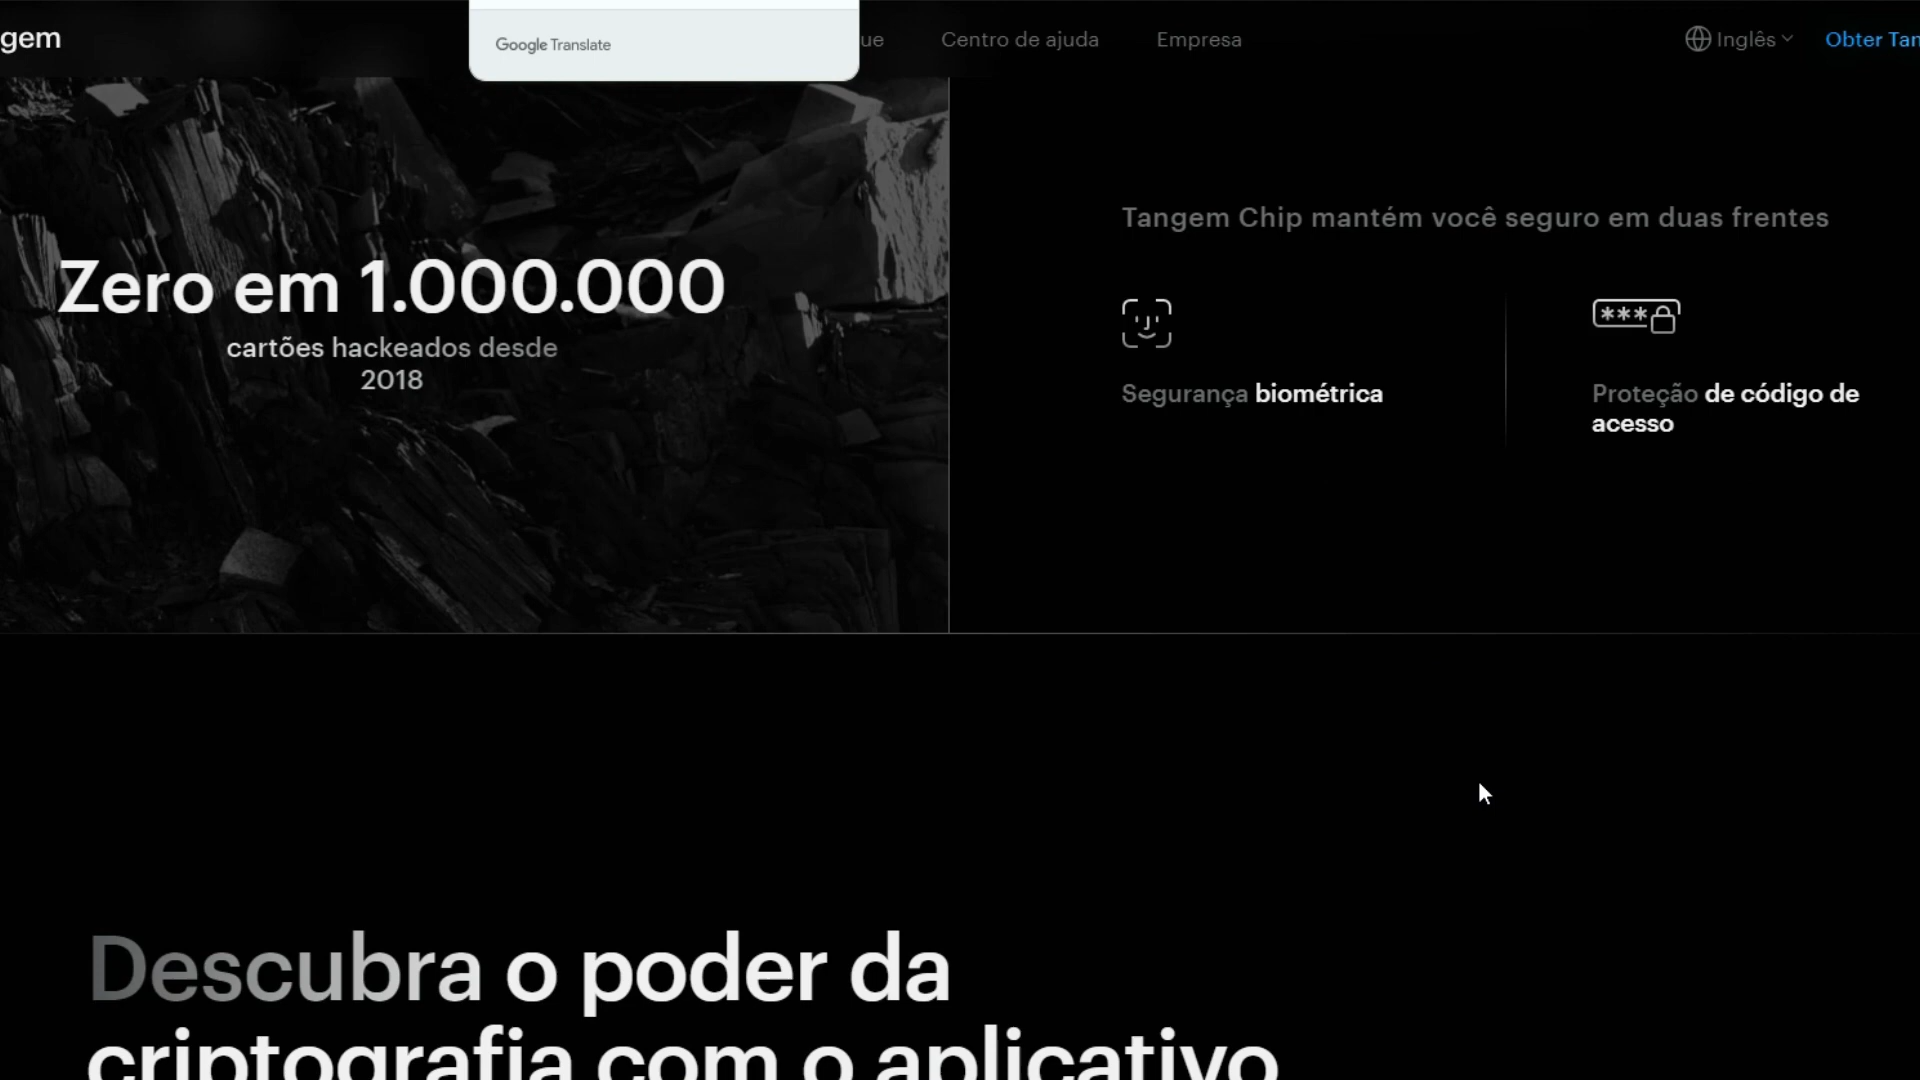 gem
Google Translate
ue
Centro de ajuda
Empresa
Inglês
Obter Tan
Zero em 1.000.000
cartões hackeados desde
2018
Tangem Chip mantém você seguro em duas frentes
***
Segurança biométrica
Proteção de código de
acesso
Descubra o poder da
criptografia com o aplicativo